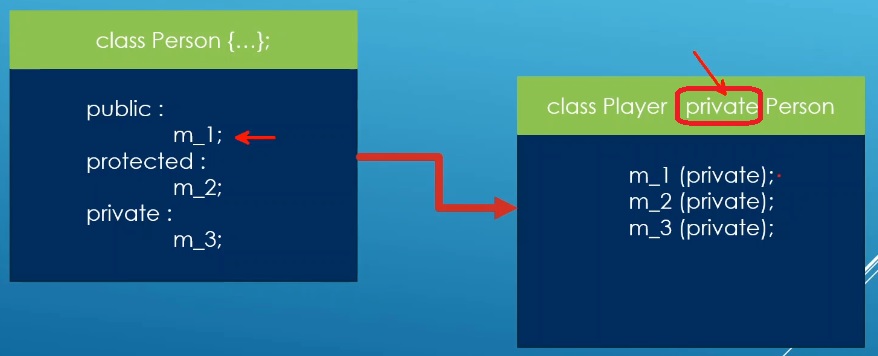 class Person {...};
public :
m_1;
protected :
m_2;
private :
m_3;
class Player private Person
m_1 (private);
m_2 (private);
m_3 (private);